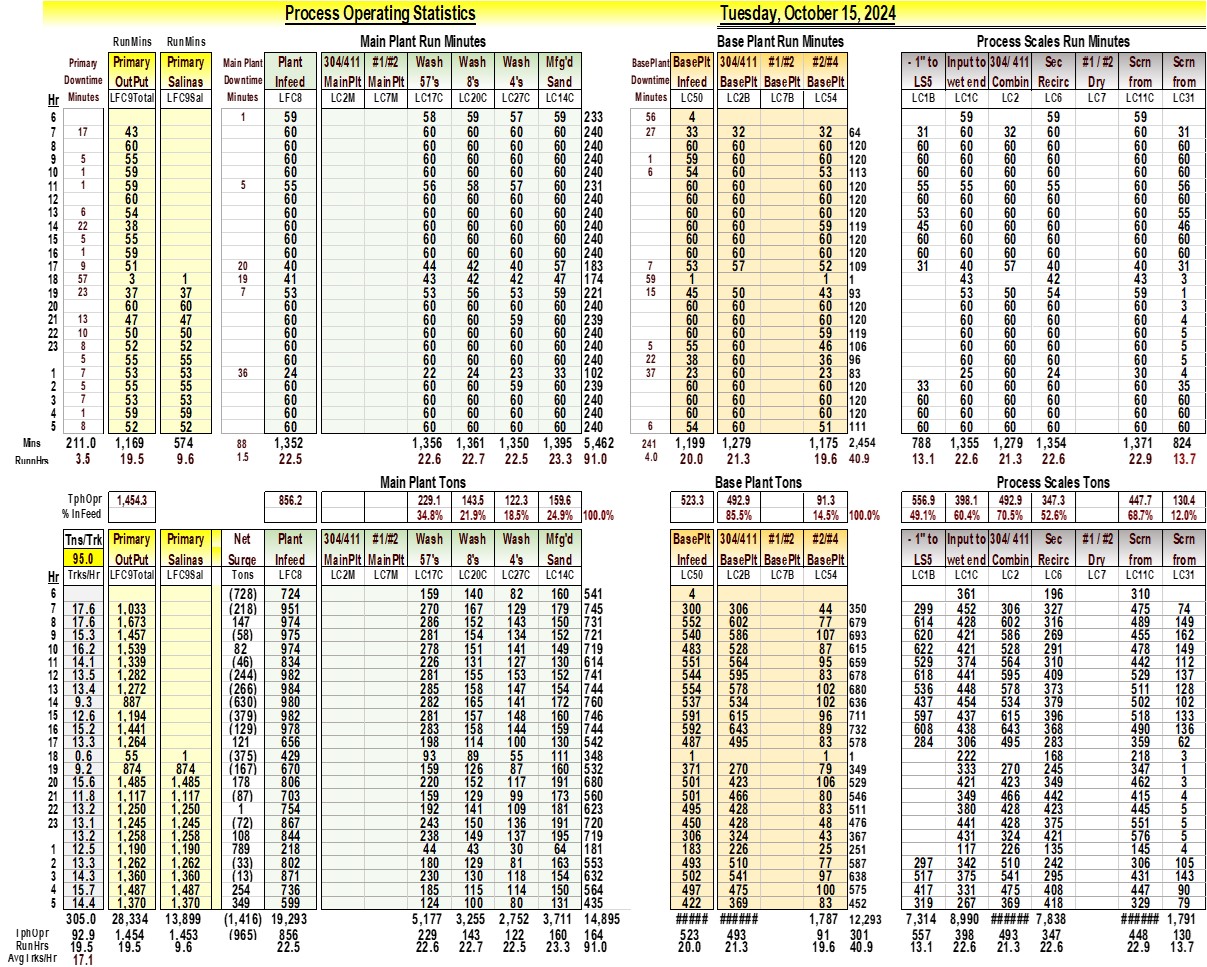 Process Operating Statistics Tuesday, October 15, 2024
RunMins RunMins Main Plant Run Minutes Base Plant Run Minutes Process Scales Run Minutes
Primary Primary Primary Main Plant Plant 304/411 #1/#2 Wash Wash Wash Mfg'd BasePlant BasePlt 304/411 #1/#2 #2/#4 - 1" to Input to 304/ 411 Sec #1 / #2 Scrn Scrn
Downtime OutPut Salinas Downtime Infeed MainPlt MainPlt 57's 8's 4's Sand Downtime Infeed BasePlt BasePlt BasePlt LS5 wet end Combin Recirc Dry from from
Hr Minutes LFC9Total LFC9Sal Minutes LFC8 LC2M LC7M LC17C LC20C LC27C LC14C Minutes LC50 LC2B LC7B LC54 LC1B LC1C LC2 LC6 LC7 LC11C LC31
6 1 59 58 59 57 59 233 56 4 59 59 59
7 17 43 60 60 60 60 60 240 27 33 32 32 64 31 60 32 60 60 31
8 60 60 60 60 60 60 240 60 60 60 120 60 60 60 60 60 60
9 5 55 60 60 60 60 60 240 1 59 60 60 120 60 60 60 60 60 60
10 1 59 60 60 60 60 60 240 6 54 60 53 113 60 60 60 60 60 60
11 1 59 5 55 56 58 57 60 231 60 60 60 120 55 55 60 55 60 56
12 60 60 60 60 60 60 240 60 60 60 120 60 60 60 60 60 60
13 6 54 60 60 60 60 60 240 60 60 60 120 53 60 60 60 60 55
14 22 38 60 60 60 60 60 240 60 60 59 119 45 60 60 60 60 46
15 5 55 60 60 60 60 60 240 60 60 60 120 60 60 60 60 60 60
16 1 59 60 60 60 60 60 240 60 60 60 120 60 60 60 60 60 60
17 9 51 20 40 44 42 40 57 183 7 53 57 52 109 31 40 57 40 40 31
18 57 3 1 19 41 43 42 42 47 174 59 1 1 1 43 42 43 3
19 23 37 37 7 53 53 56 53 59 221 15 45 50 43 93 53 50 54 59 1
20 60 60 60 60 60 60 60 240 60 60 60 120 60 60 60 60 3
21 13 47 47 60 60 60 59 60 239 60 60 60 120 60 60 60 60 4
22 10 50 50 60 60 60 60 60 240 60 60 59 119 60 60 60 60 5
23 8 52 52 60 60 60 60 60 240 5 55 60 46 106 60 60 60 60 5
5 55 55 60 60 60 60 60 240 22 38 60 36 96 60 60 60 60 5
1 7 53 53 36 24 22 24 23 33 102 37 23 60 23 83 25 60 24 30 4
2 5 55 55 60 60 60 59 60 239 60 60 60 120 33 60 60 60 60 35
3 7 53 53 60 60 60 60 60 240 60 60 60 120 60 60 60 60 60 60
4 1 59 59 60 60 60 60 60 240 60 60 60 120 60 60 60 60 60 60
5 8 52 52 60 60 60 60 60 240 6 54 60 51 111 60 60 60 60 60 60
Mins 211.0 1,169 574 88 1,352 1,356 1,361 1,350 1,395 5,462 241 1,199 1,279 1,175 2,454 788 1,355 1,279 1,354 1,371 824
RunnHrs 3.5 19.5 9.6 1.5 22.5 22.6 22.7 22.5 23.3 91.0 4.0 20.0 21.3 19.6 40.9 13.1 22.6 21.3 22.6 22.9 13.7
Main Plant Tons Base Plant Tons Process Scales Tons
TphOpr 1,454.3 856.2 229.1 143.5 122.3 159.6 523.3 492.9 91.3 556.9 398.1 492.9 347.3 447.7 130.4
% InFeed 34.8% 21.9% 18.5% 24.9% 100.0% 85.5% 14.5% 100.0% 49.1% 60.4% 70.5% 52.6% 68.7% 12.0%
Tns/Trk Primary Primary Net Plant 304/411 #1/#2 Wash Wash Wash Mfg'd BasePlt 304/411 #1/#2 #2/#4 - 1" to Input to 304/ 411 Sec #1 / #2 Scrn Scrn
95.0 OutPut Salinas Surge Infeed MainPlt MainPlt 57's 8's 4's Sand Infeed BasePlt BasePlt BasePlt LS5 wet end Combin Recirc Dry from from
Hr Trks/Hr LFC9Total LFC9Sal Tons LFC8 LC2M LC7M LC17C LC20C LC27C LC14C LC50 LC2B LC7B LC54 LC1B LC1C LC2 LC6 LC7 LC11C LC31
6 (728) 724 159 140 82 160 541 4 361 196 310
7 17.6 1,033 (218) 951 270 167 129 179 745 300 306 44 350 299 452 306 327 475 74
8 17.6 1,673 147 974 286 152 143 150 731 552 602 77 679 614 428 602 316 489 149
9 15.3 1,457 (58) 975 281 154 134 152 721 540 586 107 693 620 421 586 269 455 162
10 16.2 1,539 82 974 278 151 141 149 719 483 528 87 615 622 421 528 291 478 149
11 14.1 1,339 (46) 834 226 131 127 130 614 551 564 95 659 529 374 564 310 442 112
12 13.5 1,282 (244) 982 281 155 153 152 741 544 595 83 678 618 441 595 409 529 137
13 13.4 1,272 (266) 984 285 158 147 154 744 554 578 102 680 536 448 578 373 511 128
14 9.3 887 (630) 980 282 165 141 172 760 537 534 102 636 437 454 534 379 502 102
15 12.6 1,194 (379) 982 281 157 148 160 746 591 615 96 711 597 437 615 396 518 133
16 15.2 1,441 (129) 978 283 158 144 159 744 592 643 89 732 608 438 643 368 490 136
17 13.3 1,264 121 656 198 114 100 130 542 487 495 83 578 284 306 495 283 359 62
18 0.6 55 1 (375) 429 93 89 55 111 348 1 1 1 222 168 218 3
19 9.2 874 874 (167) 670 159 126 87 160 532 371 270 79 349 333 270 245 347 1
20 15.6 1,485 1,485 178 806 220 152 117 191 680 501 423 106 529 421 423 349 462 3
21 11.8 1,117 1,117 (87) 703 159 129 99 173 560 501 466 80 546 349 466 442 415 4
22 13.2 1,250 1,250 1 754 192 141 109 181 623 495 428 83 511 380 428 423 445 5
23 13.1 1,245 1,245 (72) 867 243 150 136 191 720 450 428 48 476 441 428 375 551 5
13.2 1,258 1,258 108 844 238 149 137 195 719 306 324 43 367 431 324 421 576 5
1 12.5 1,190 1,190 789 218 44 43 30 64 181 183 226 25 251 117 226 135 145 4
2 13.3 1,262 1,262 (33) 802 180 129 81 163 553 493 510 77 587 297 342 510 242 306 105
3 14.3 1,360 1,360 (13) 871 230 130 118 154 632 502 541 97 638 517 375 541 295 431 143
4 15.7 1,487 1,487 254 736 185 115 114 150 564 497 475 100 575 417 331 475 408 447 90
5 14.4 1,370 1,370 349 599 124 100 80 131 435 422 369 83 452 319 267 369 418 329 79
305.0 28,334 13,899 (1,416) 19,293 5,177 3,255 2,752 3,711 14,895 ##### ###### 1,787 12,293 7,314 8,990 ###### 7,838 ###### 1,791
TphOpr 92.9 1,454 1,453 (965) 856 229 143 122 160 164 523 493 91 301 557 398 493 347 448 130
RunHrs 19.5 19.5 9.6 22.5 22.6 22.7 22.5 23.3 91.0 20.0 21.3 19.6 40.9 13.1 22.6 21.3 22.6 22.9 13.7
Avg Trks/Hr 17.1